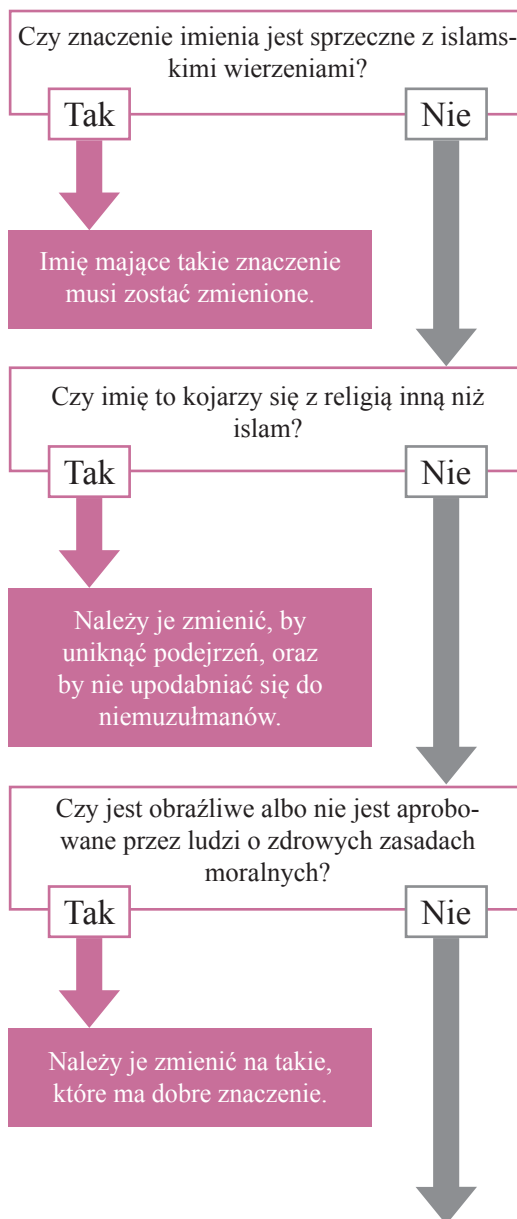 Czy znaczenie imienia jest sprzeczne z islams-
kimi wierzeniami?
Tak
Nie
Imię mające takie znaczenie
musi zostać zmienione.
Czy imię to kojarzy się z religią inną niż
islam?
Tak
Nie
Należy je zmienić, by
uniknąć podejrzeń, oraz
by nie upodabniać się do
niemuzułmanów.
Czy jest obraźliwe albo nie jest aprobo-
wane przez ludzi o zdrowych zasadach
moralnych?
Tak
Nie
Należy je zmienić na takie,
które ma dobre znaczenie.